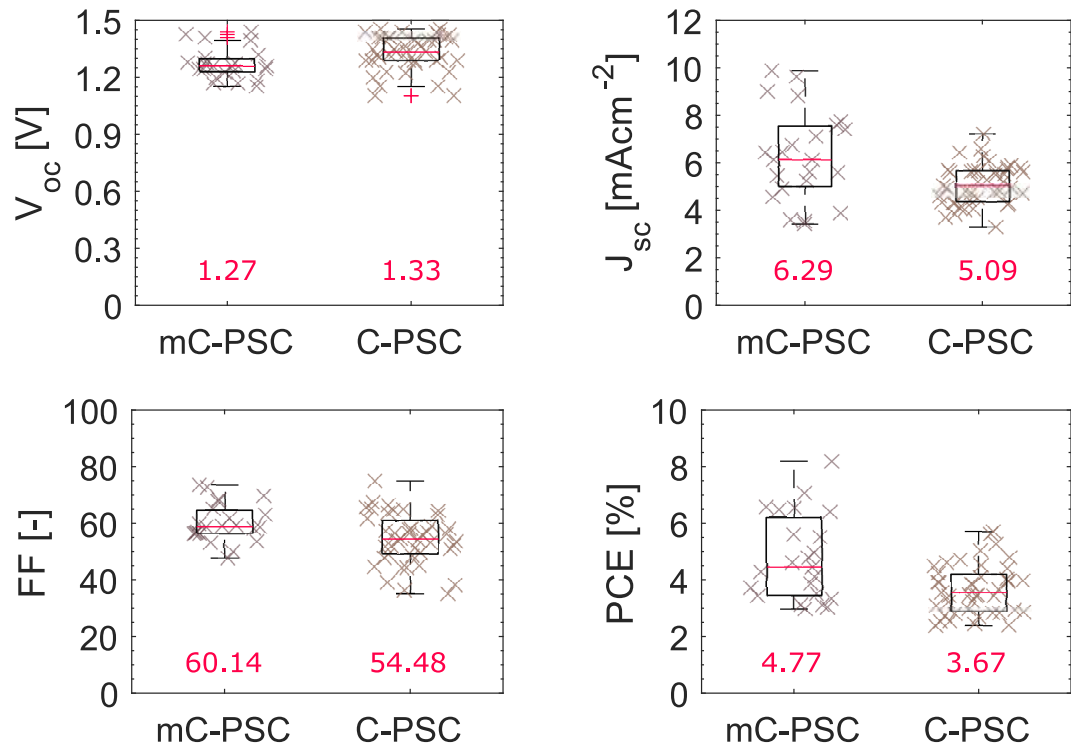 V_oc [V]
1.5
1.2
0.9
0.6
0.3
0
1.27
1.33
mC-PSC
C-PSC
J_sc [mAcm^-2]
12
10
8
6
4
2
0
6.29
5.09
mC-PSC
C-PSC
FF [-]
100
80
60
40
20
0
60.14
54.48
mC-PSC
C-PSC
PCE [%]
10
8
6
4
2
0
4.77
3.67
mC-PSC
C-PSC